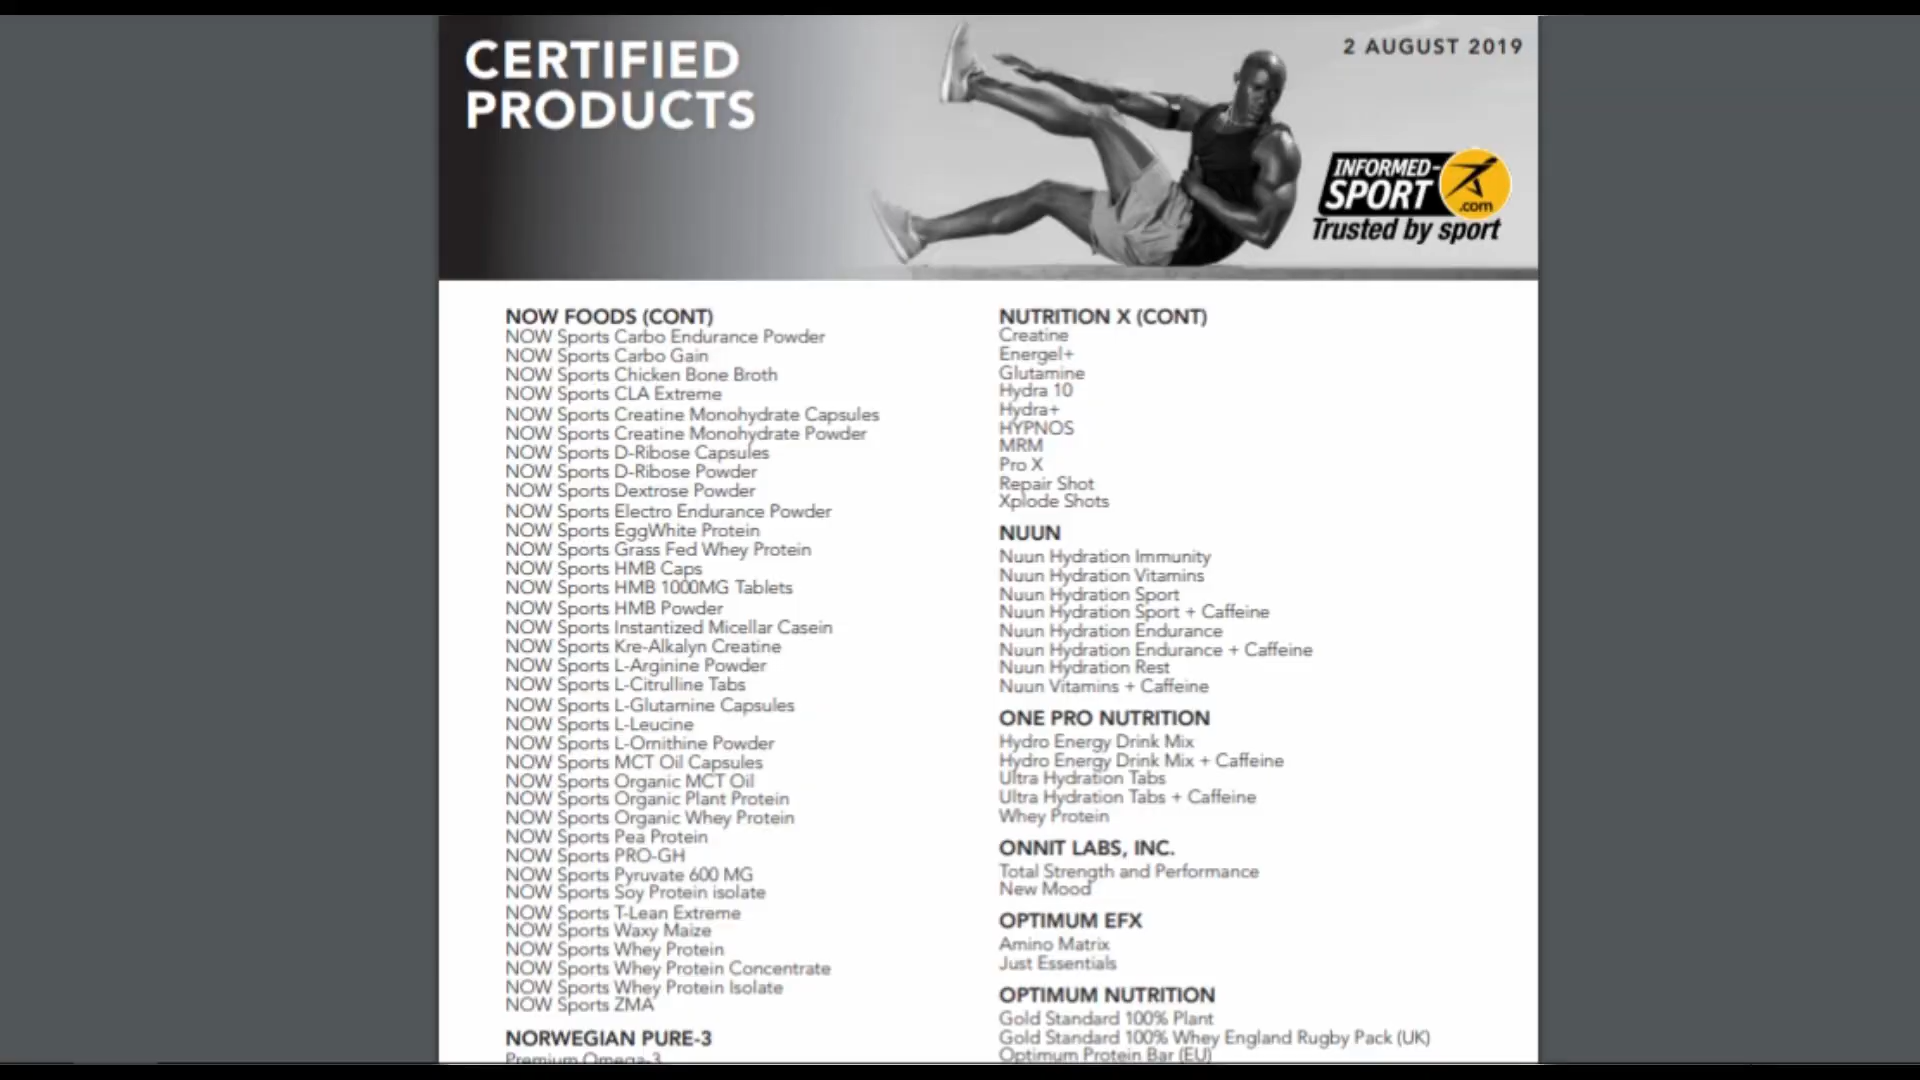 CERTIFIED
PRODUCTS
2 AUGUST 2019
INFORMED-
SPORT
.com
Trusted by sport
NOW FOODS (CONT)
NOW Sports Carbo Endurance Powder
NOW Sports Carbo Gain
NOW Sports Chicken Bone Broth
NOW Sports CLA Extreme
NOW Sports Creatine Monohydrate Capsules
NOW Sports Creatine Monohydrate Powder
NOW Sports D-Ribose Capsules
NOW Sports D-Ribose Powder
NOW Sports Dextrose Powder
NOW Sports Electro Endurance Powder
NOW Sports EggWhite Protein
NOW Sports Grass Fed Whey Protein
NOW Sports HMB Caps
NOW Sports HMB 1000MG Tablets
NOW Sports HMB Powder
NOW Sports Instantized Micellar Casein
NOW Sports Kre-Alkalyn Creatine
NOW Sports L-Arginine Powder
NOW Sports L-Citrulline Tabs
NOW Sports L-Glutamine Capsules
NOW Sports L-Leucine
NOW Sports L-Ornithine Powder
NOW Sports MCT Oil Capsules
NOW Sports Organic MCT Oil
NOW Sports Organic Plant Protein
NOW Sports Organic Whey Protein
NOW Sports Pea Protein
NOW Sports PRO-GH
NOW Sports Pyruvate 600 MG
NOW Sports Soy Protein isolate
NOW Sports T-Lean Extreme
NOW Sports Waxy Maize
NOW Sports Whey Protein
NOW Sports Whey Protein Concentrate
NOW Sports Whey Protein Isolate
NOW Sports ZMA
NORWEGIAN PURE-3
Premium Omega-3
NUTRITION X (CONT)
Creatine
Energel+
Glutamine
Hydra 10
Hydra+
HYPNOS
MRM
Pro X
Repair Shot
Xplode Shots
NUUN
Nuun Hydration Immunity
Nuun Hydration Vitamins
Nuun Hydration Sport
Nuun Hydration Sport + Caffeine
Nuun Hydration Endurance
Nuun Hydration Endurance + Caffeine
Nuun Hydration Rest
Nuun Vitamins + Caffeine
ONE PRO NUTRITION
Hydro Energy Drink Mix
Hydro Energy Drink Mix + Caffeine
Ultra Hydration Tabs
Ultra Hydration Tabs + Caffeine
Whey Protein
ONNIT LABS, INC.
Total Strength and Performance
New Mood
OPTIMUM EFX
Amino Matrix
Just Essentials
OPTIMUM NUTRITION
Gold Standard 100% Plant
Gold Standard 100% Whey England Rugby Pack (UK)
Optimum Protein Bar (EU)